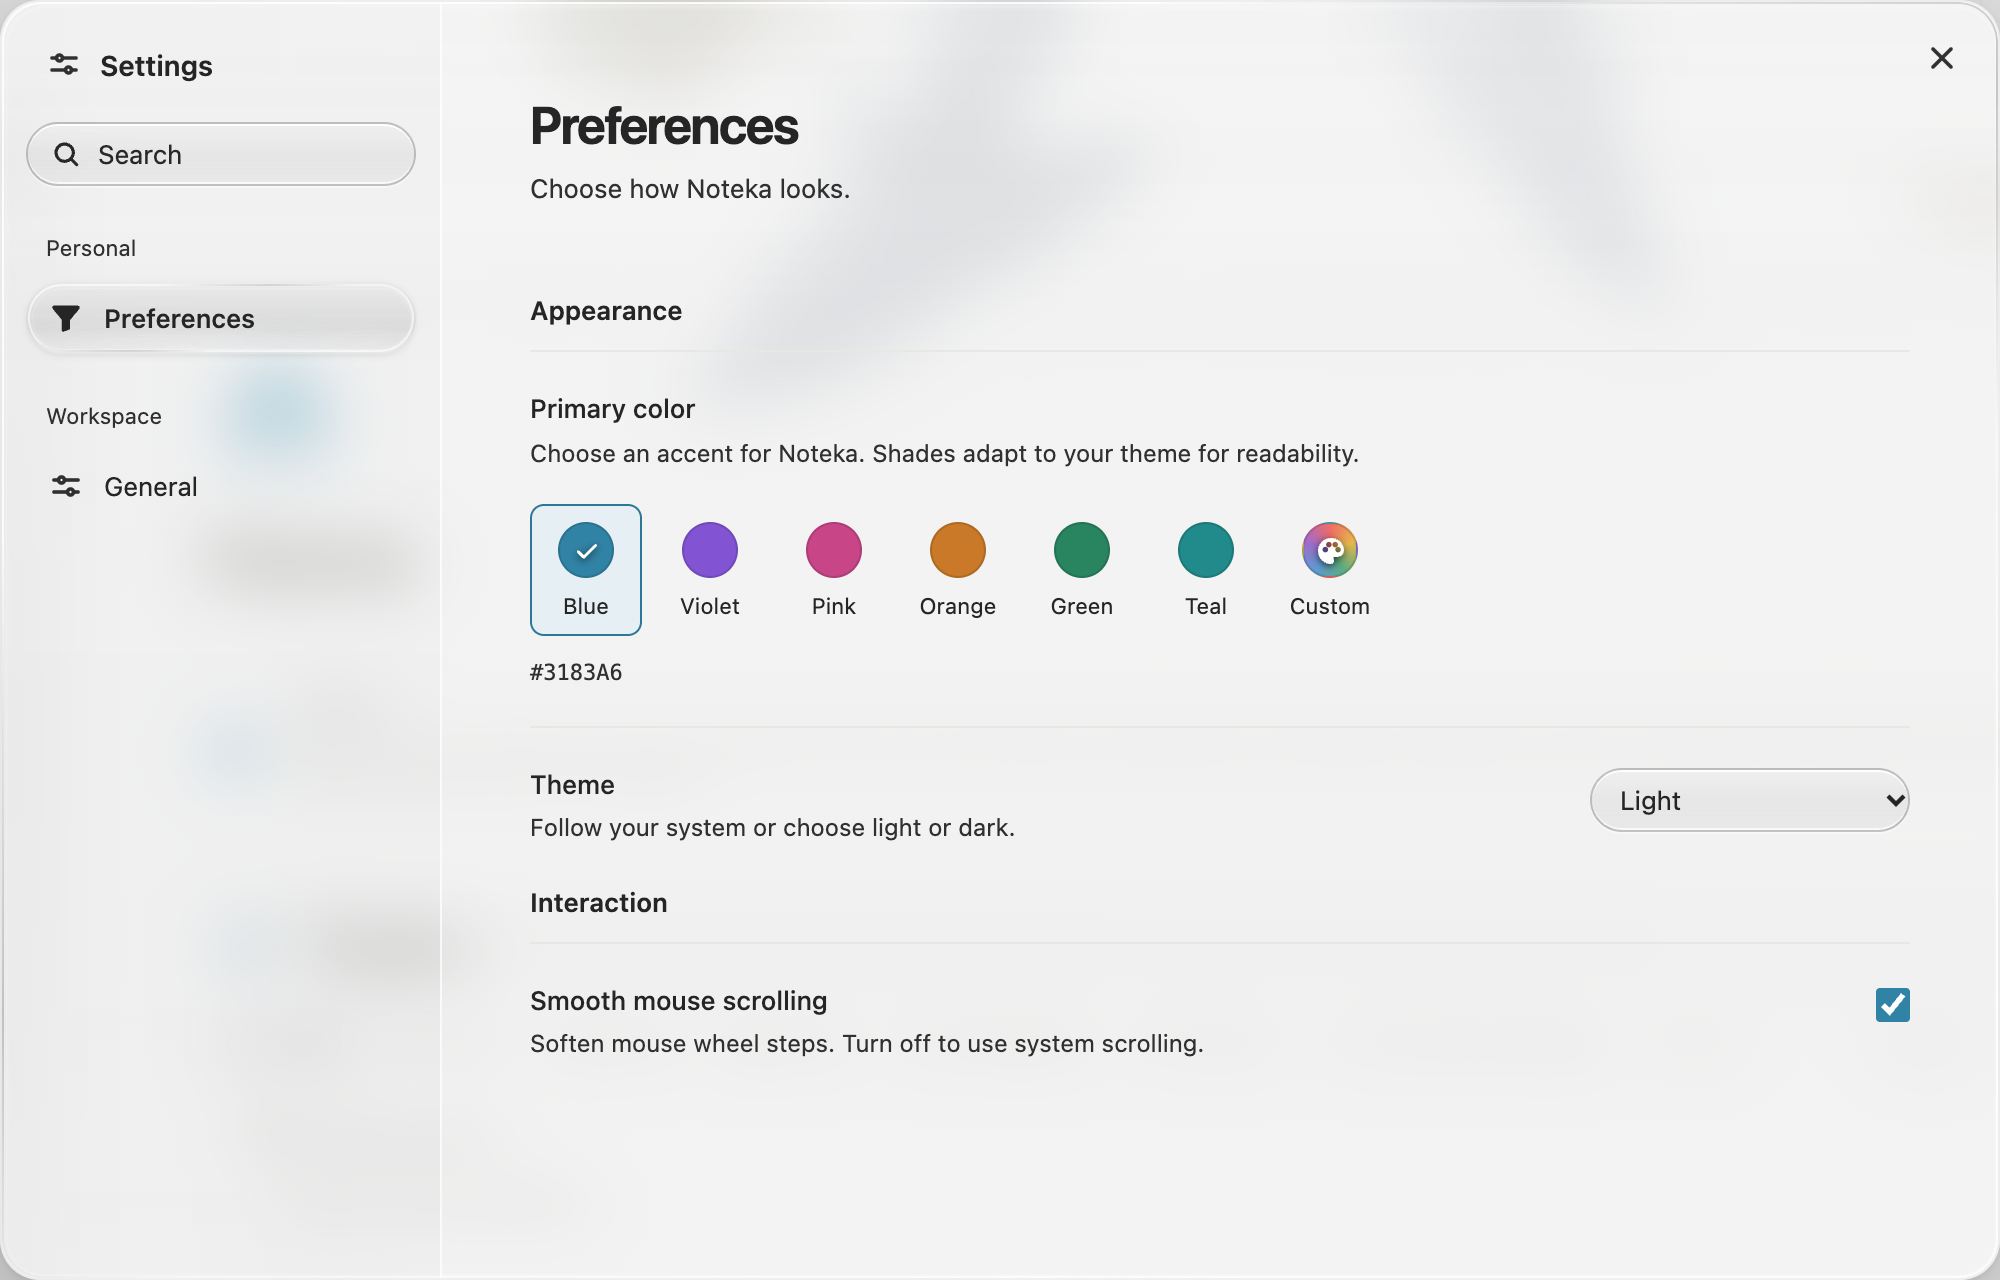 Settings
Search
Personal
Preferences
Workspace
General
Preferences
Choose how Noteka looks.
Appearance
Primary color
Choose an accent for Noteka. Shades adapt to your theme for readability.
Blue
Violet
Pink
Orange
Green
Teal
Custom
#3183A6
Theme
Follow your system or choose light or dark.
Light
Interaction
Smooth mouse scrolling
Soften mouse wheel steps. Turn off to use system scrolling.